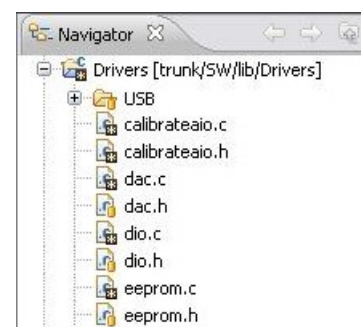 Navigator
Drivers [trunk/SW/lib/Drivers]
USB
calibrateaio.c
calibrateaio.h
dac.c
dac.h
dio.c
dio.h
eeprom.c
eeprom.h